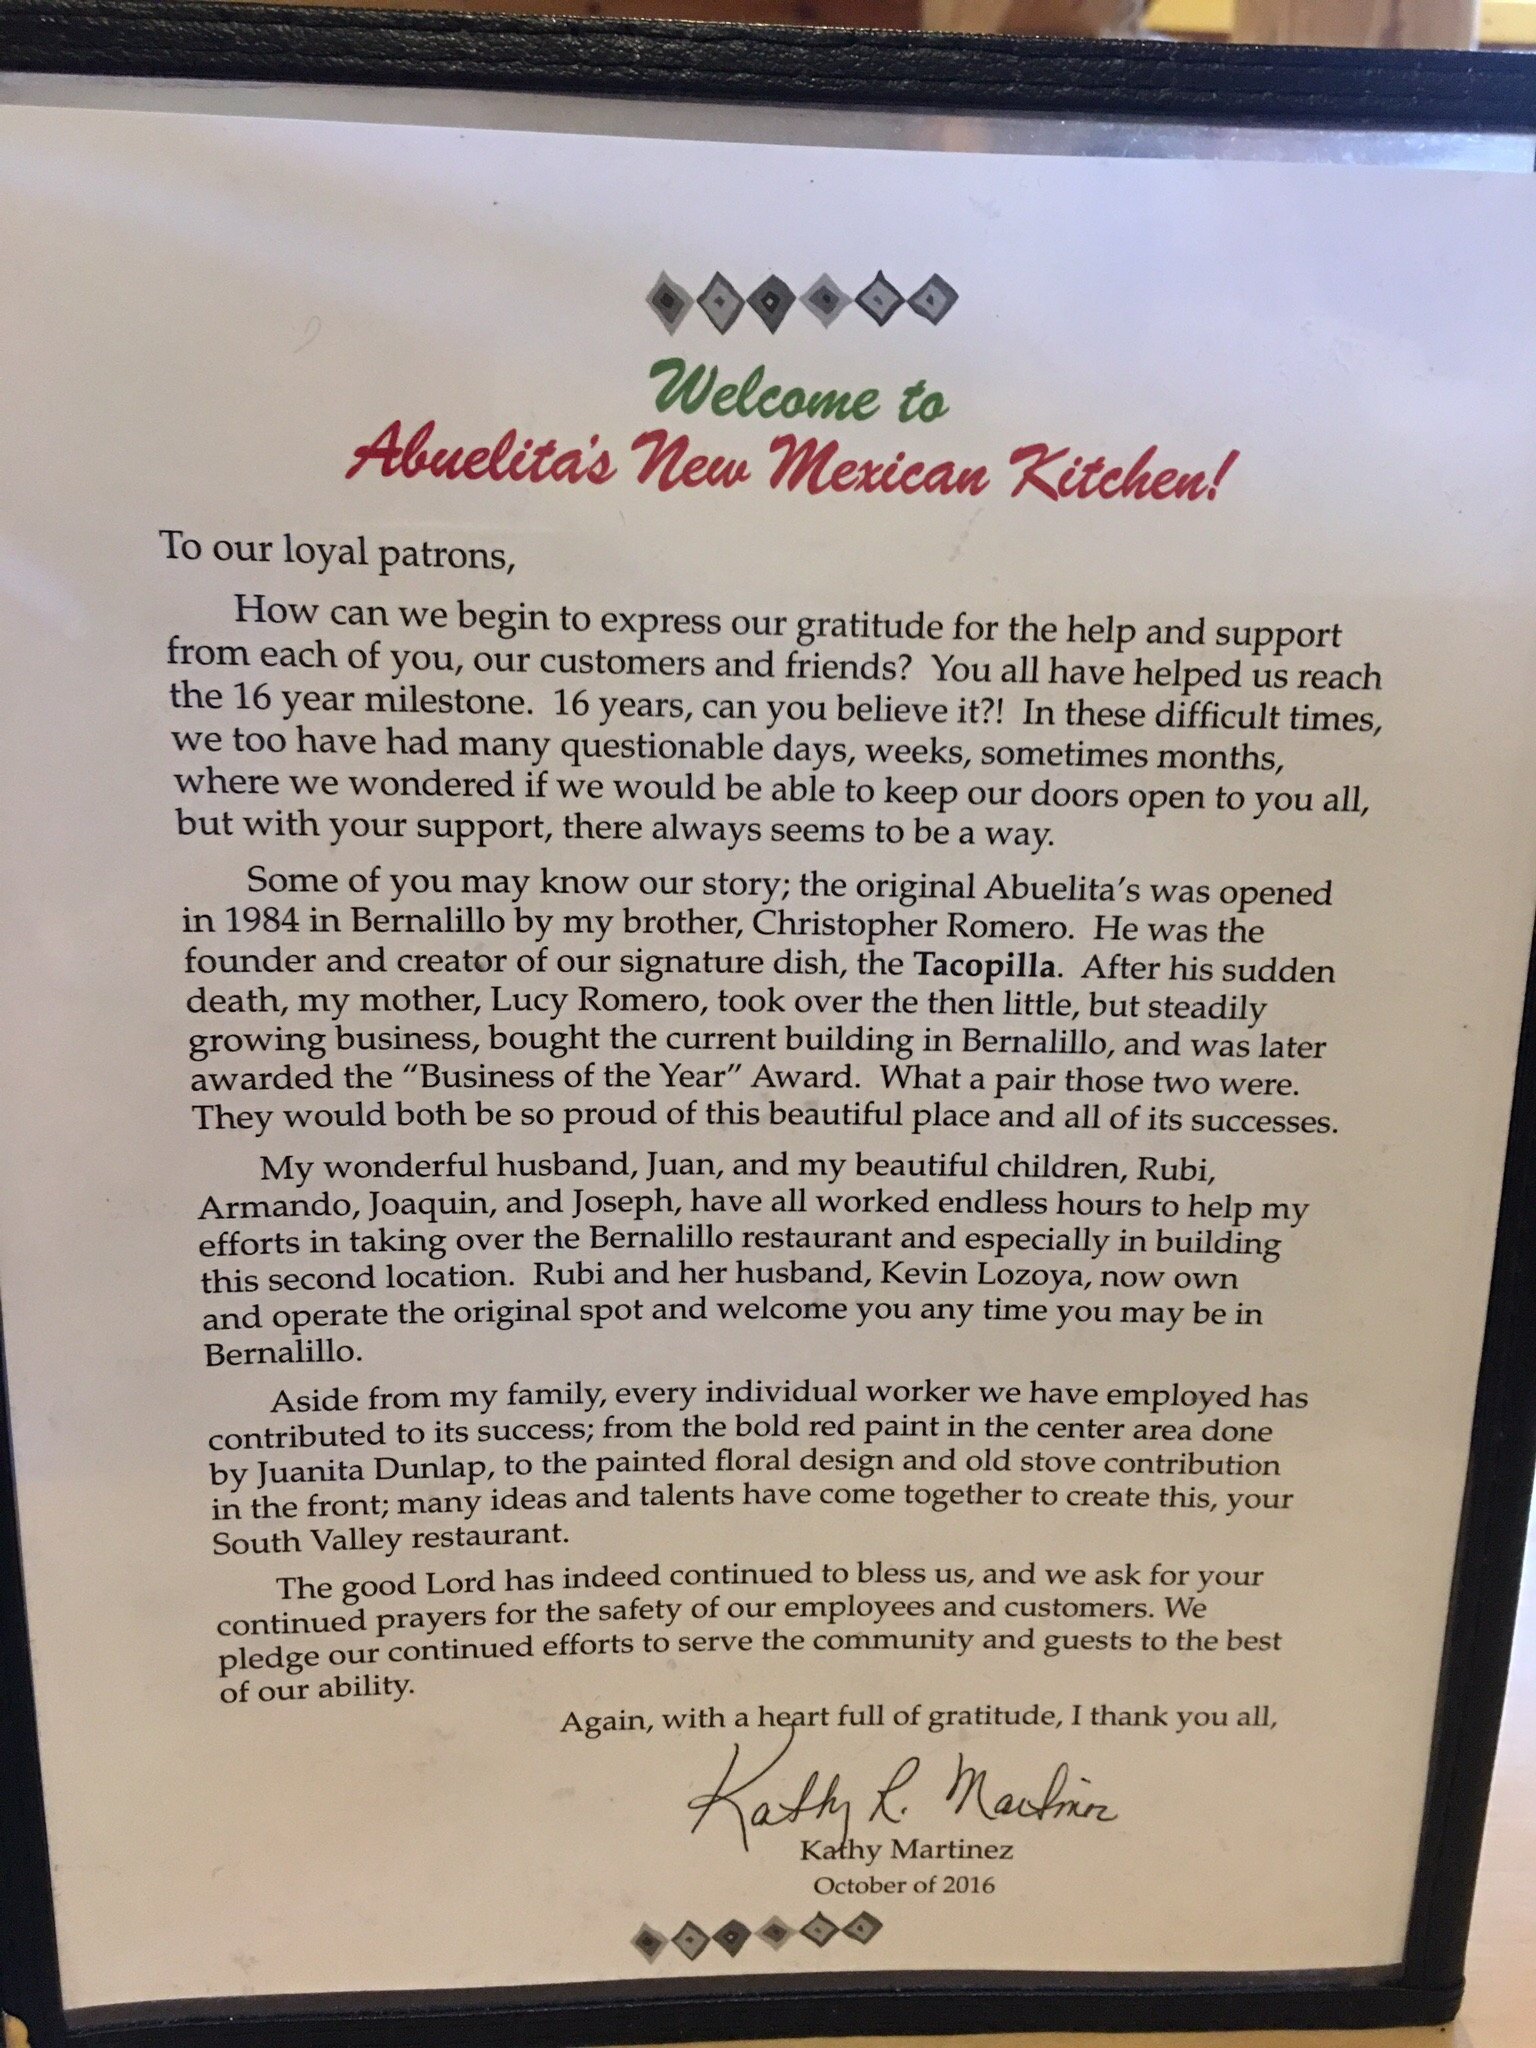 Welcome to
Abuelita's New Mexican Kitchen!
To our loyal patrons,
How can we begin to express our gratitude for the help and support
from each of you, our customers and friends?  You all have helped us reach
the 16 year milestone.  16 years, can you believe it?!  In these difficult times,
we too have had many questionable days, weeks, sometimes months,
where we wondered if we would be able to keep our doors open to you all,
but with your support, there always seems to be a way.
Some of you may know our story; the original Abuelita's was opened
in 1984 in Bernalillo by my brother, Christopher Romero.  He was the
founder and creator of our signature dish, the Tacopilla.  After his sudden
death, my mother, Lucy Romero, took over the then little, but steadily
growing business, bought the current building in Bernalillo, and was later
awarded the "Business of the Year" Award.  What a pair those two were.
They would both be so proud of this beautiful place and all of its successes.
My wonderful husband, Juan, and my beautiful children, Rubi,
Armando, Joaquin, and Joseph, have all worked endless hours to help my
efforts in taking over the Bernalillo restaurant and especially in building
this second location.  Rubi and her husband, Kevin Lozoya, now own
and operate the original spot and welcome you any time you may be in
Bernalillo.
Aside from my family, every individual worker we have employed has
contributed to its success; from the bold red paint in the center area done
by Juanita Dunlap, to the painted floral design and old stove contribution
in the front; many ideas and talents have come together to create this, your
South Valley restaurant.
The good Lord has indeed continued to bless us, and we ask for your
continued prayers for the safety of our employees and customers. We
pledge our continued efforts to serve the community and guests to the best
of our ability.
Again, with a heart full of gratitude, I thank you all,
Kathy R. Martinez
Kathy Martinez
October of 2016